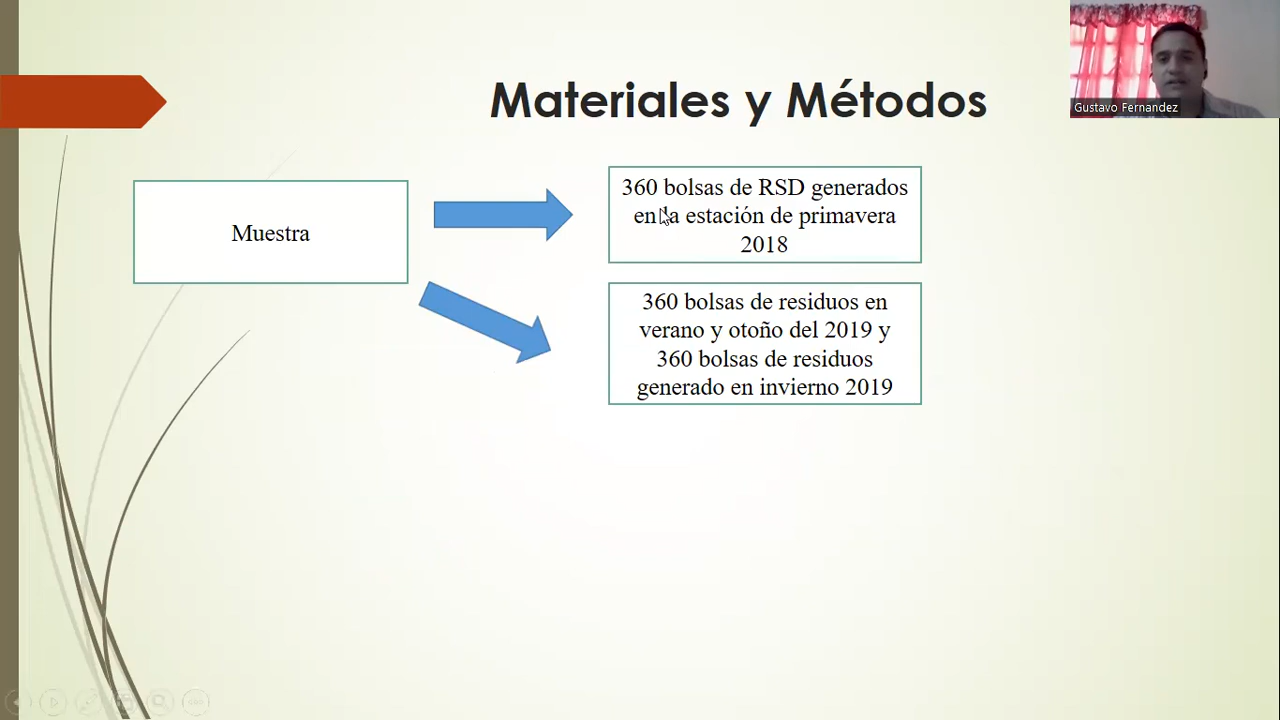 Materiales y Métodos
Gustavo Fernandez
Muestra
360 bolsas de RSD generados
en la estación de primavera
2018
360 bolsas de residuos en
verano y otoño del 2019 y
360 bolsas de residuos
generado en invierno 2019